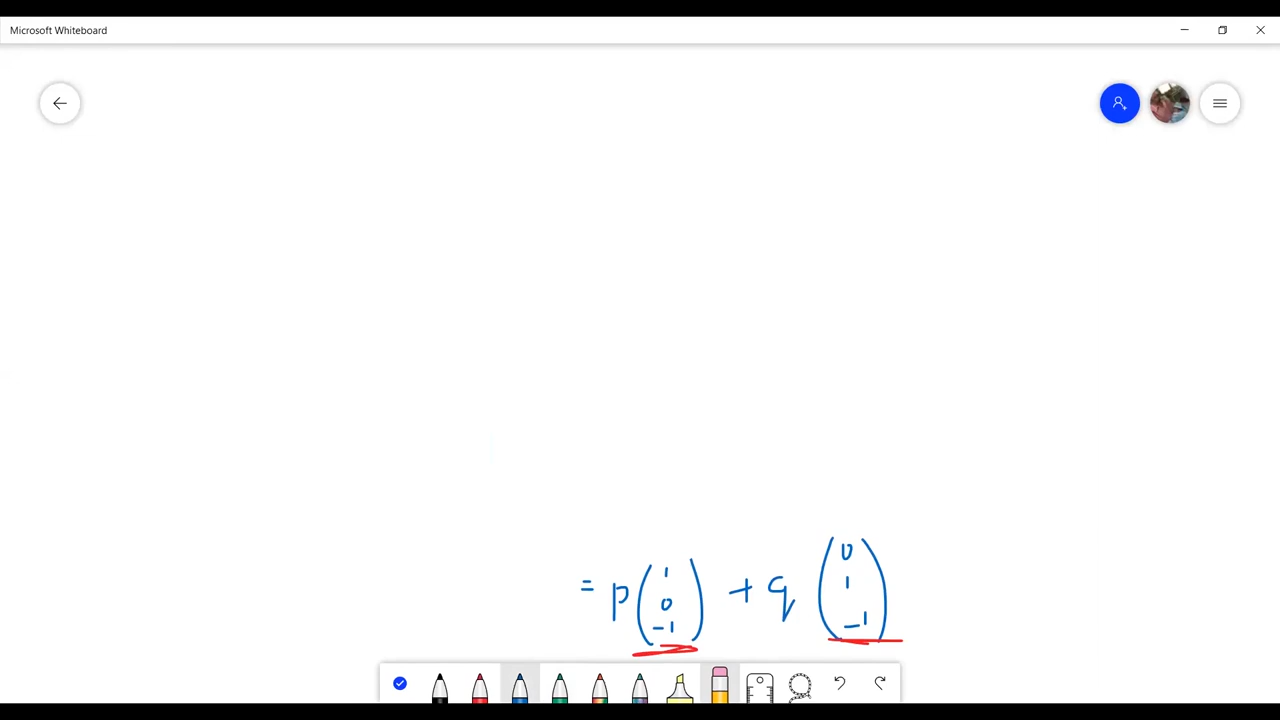 Microsoft Whiteboard
= p(1 0 -1) + q(0 1 -1)